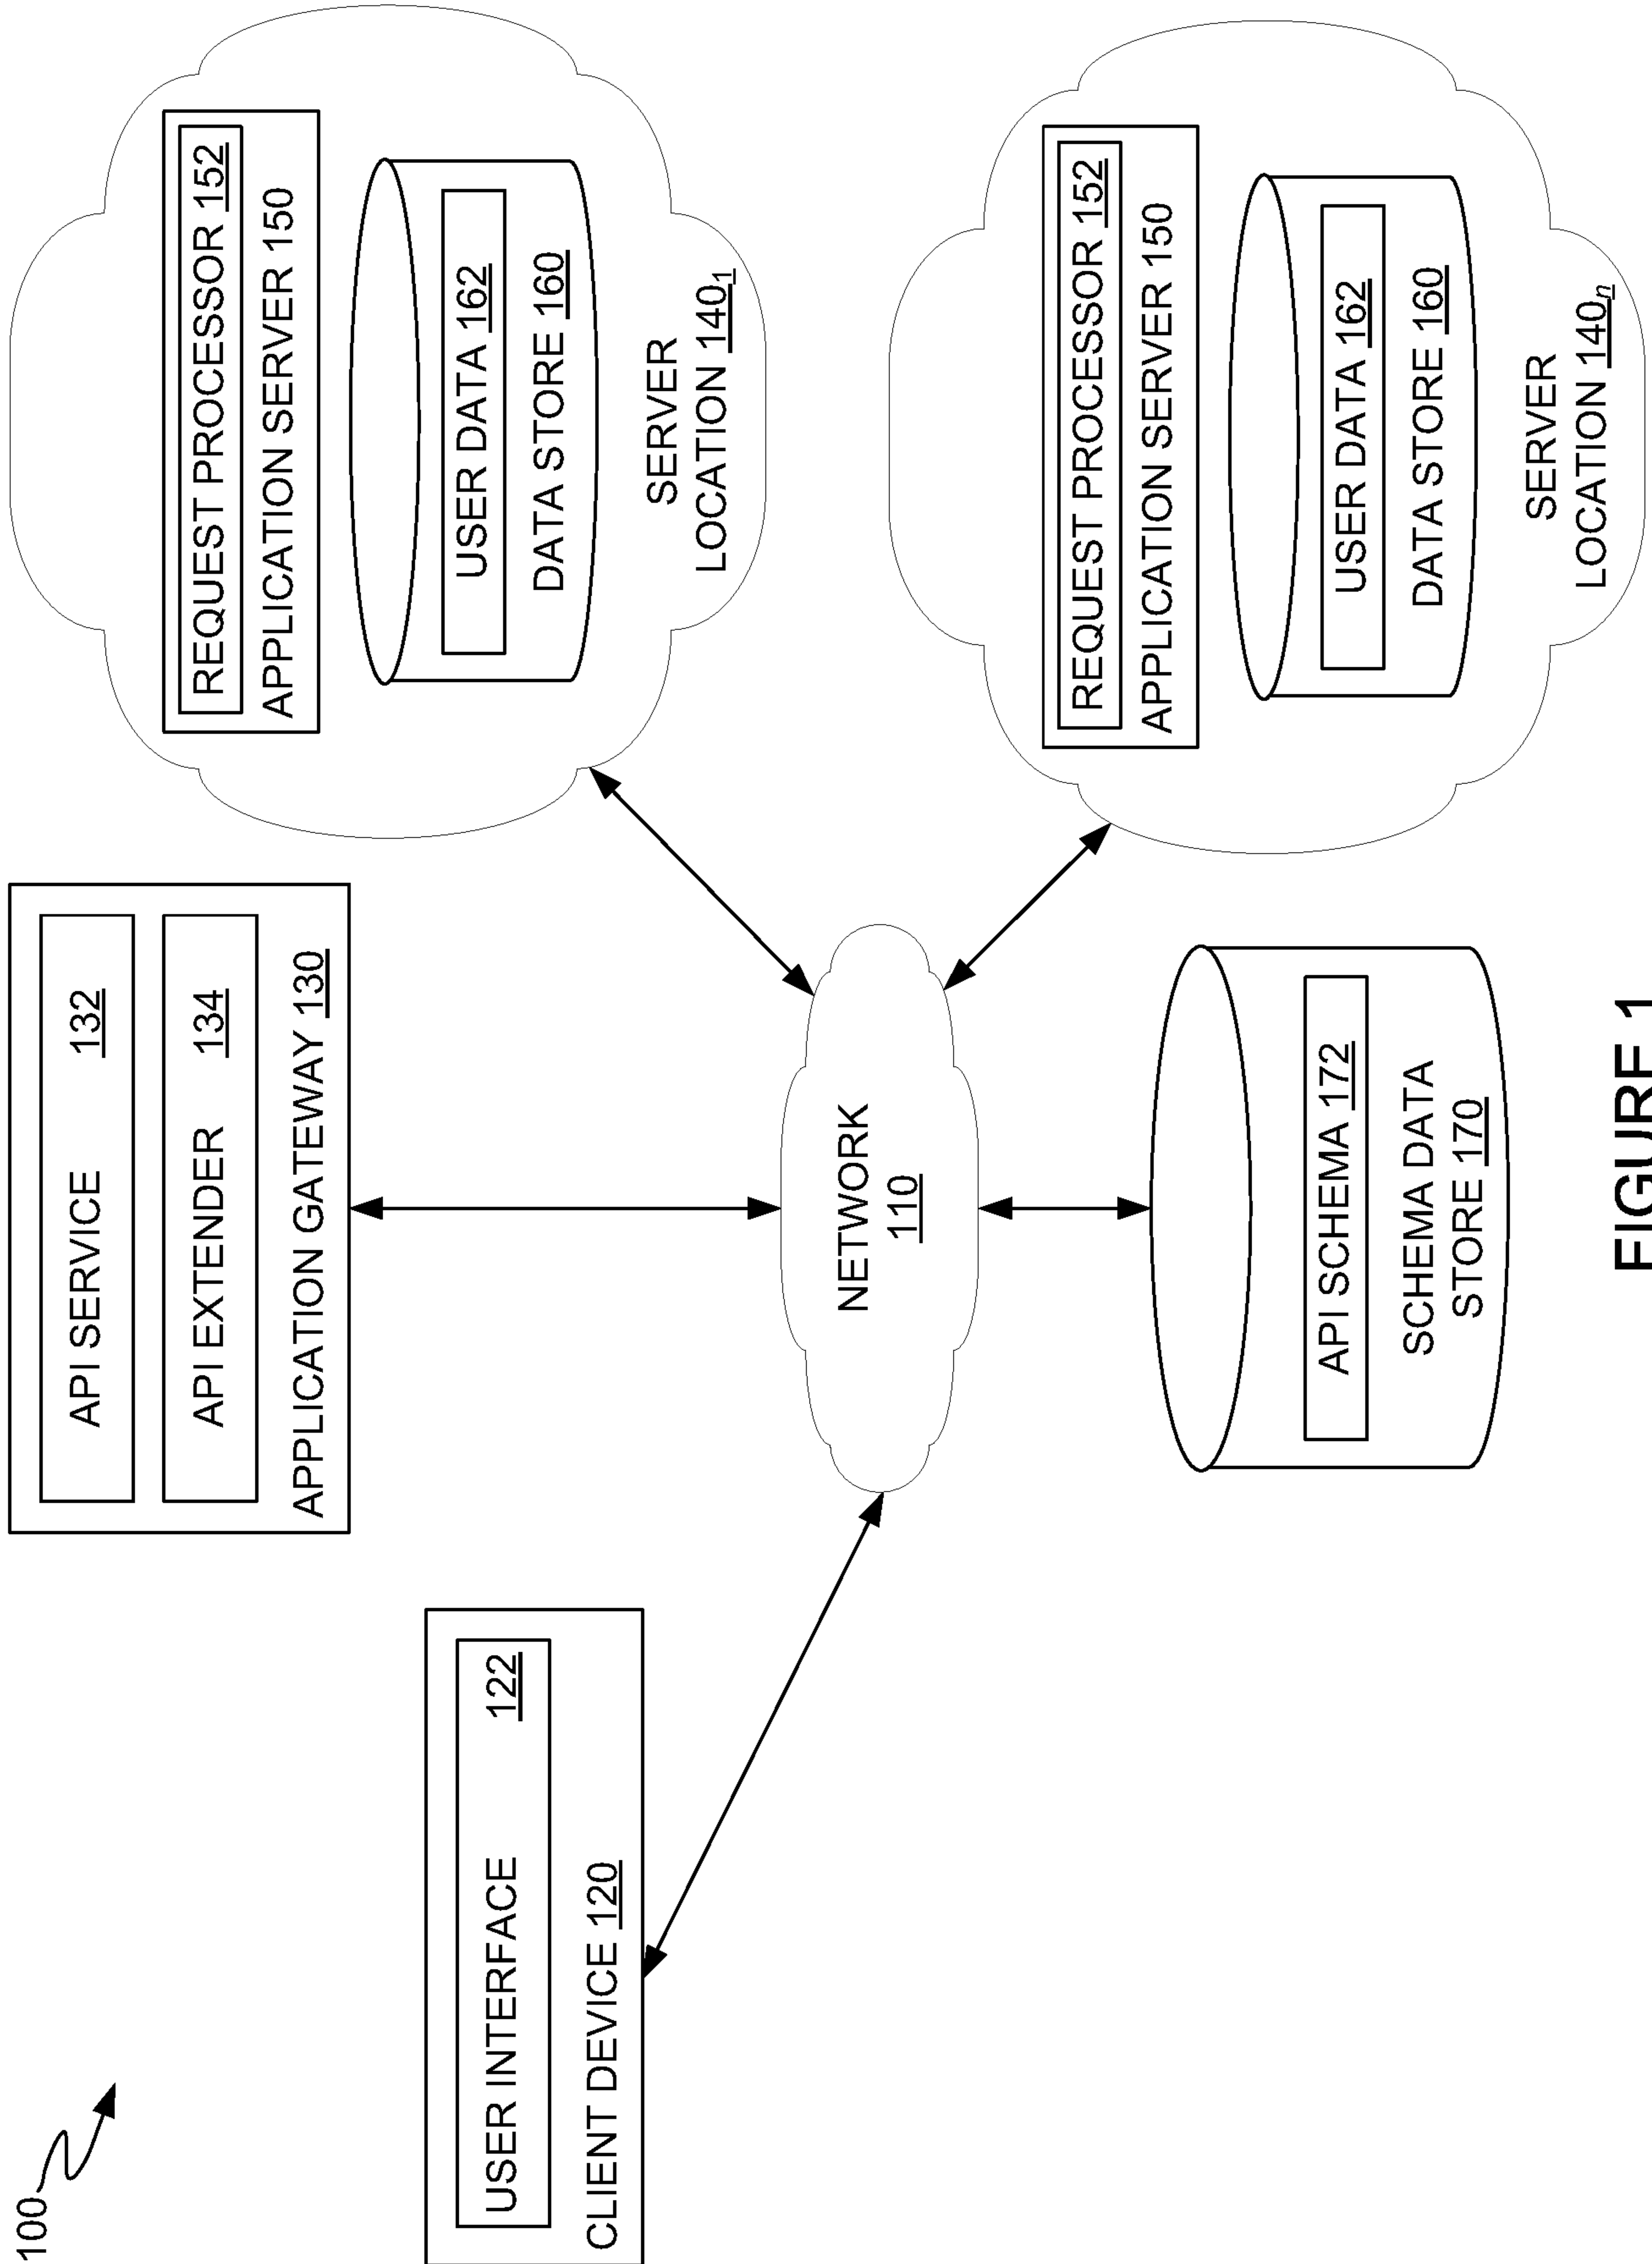 100
USER INTERFACE 122
CLIENT DEVICE 120
API SERVICE 132
API EXTENDER 134
APPLICATION GATEWAY 130
NETWORK
110
API SCHEMA 172
SCHEMA DATA
STORE 170
REQUEST PROCESSOR 152
APPLICATION SERVER 150
USER DATA 162
DATA STORE 160
SERVER
LOCATION 140₁
REQUEST PROCESSOR 152
APPLICATION SERVER 150
USER DATA 162
DATA STORE 160
SERVER
LOCATION 140ₙ
FIGURE 1